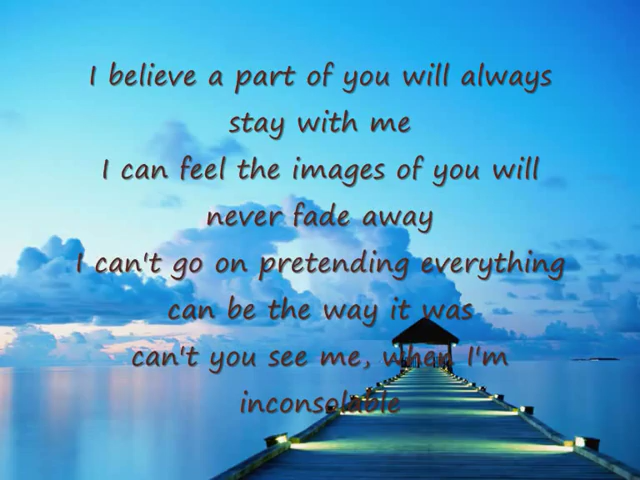 I believe a part of you will always
stay with me
I can feel the images of you will
never fade away
I can't go on pretending everything
can be the way it was
can't you see me, when I'm
inconsolable